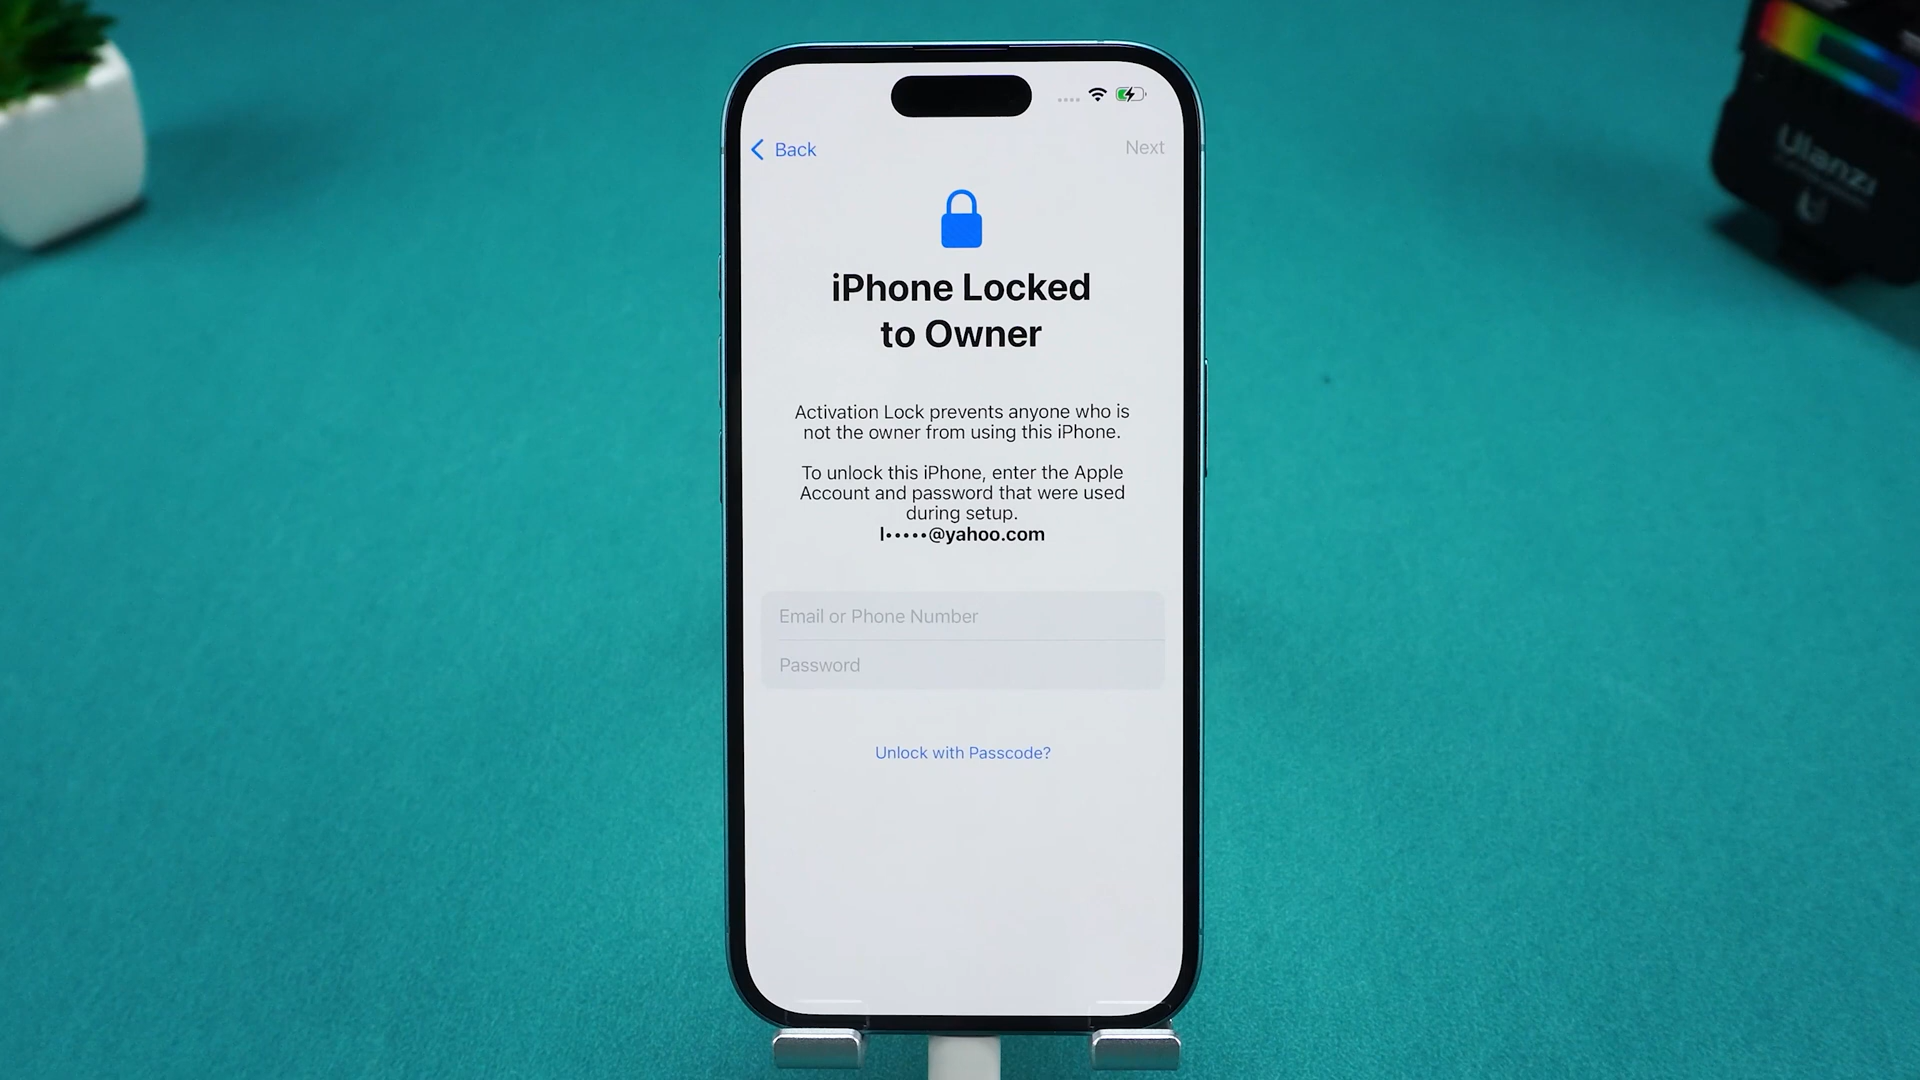 Back
Next
iPhone Locked
to Owner
Activation Lock prevents anyone who is
not the owner from using this iPhone.
To unlock this iPhone, enter the Apple
Account and password that were used
during setup.
l•••••@yahoo.com
Email or Phone Number
Password
Unlock with Passcode?
Ulanzi